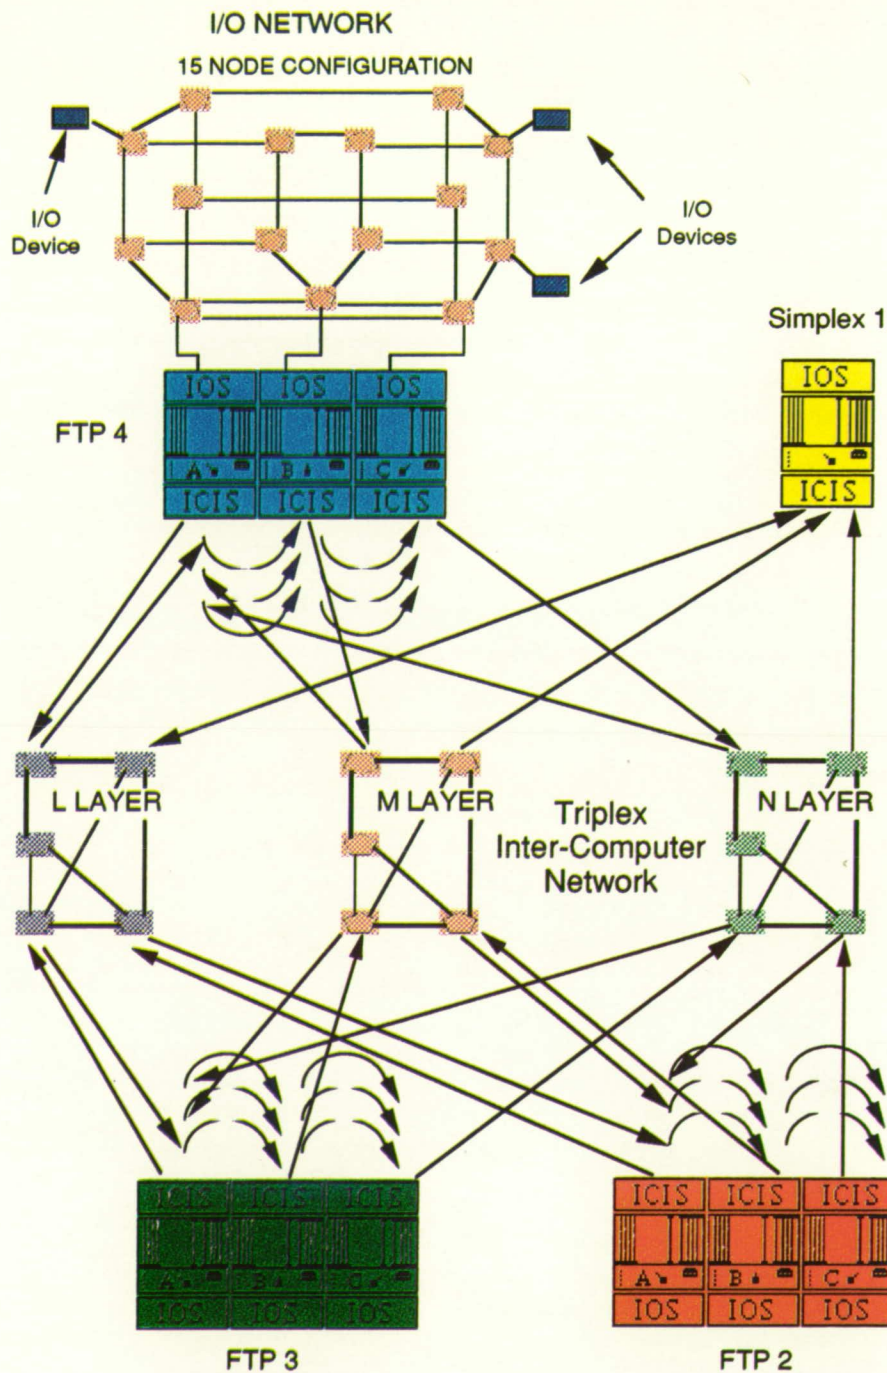 I/O NETWORK
15 NODE CONFIGURATION
I/O
Device
I/O
Devices
Simplex 1
IOS IOS IOS
IOS
FTP 4
A B C
ICIS ICIS ICIS
ICIS
L LAYER
M LAYER
Triplex
Inter-Computer
Network
N LAYER
ICIS ICIS ICIS
ICIS ICIS ICIS
A B C
A B C
IOS IOS IOS
IOS IOS IOS
FTP 3
FTP 2